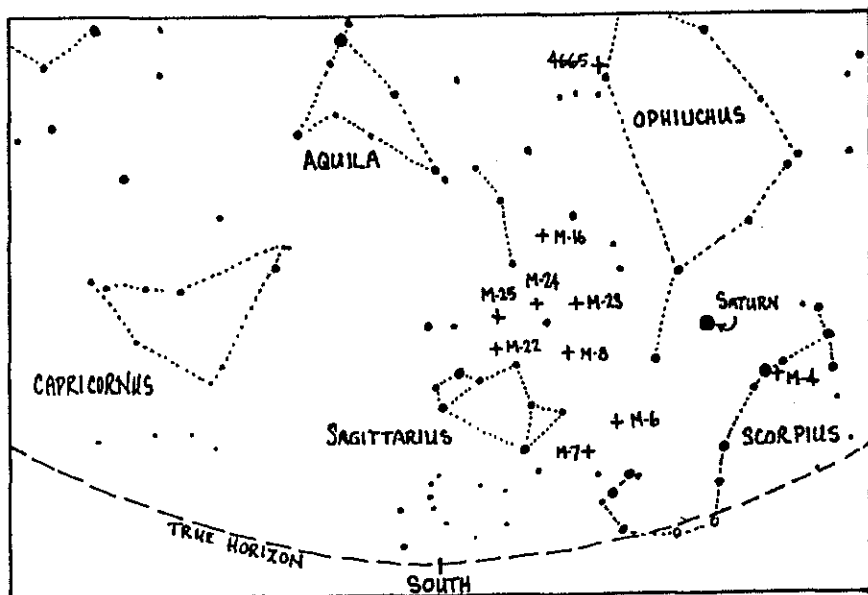 4665
OPHIUCHUS
AQUILA
M-16
M-24
M-25
M-23
SATURN
M-22
M-8
M-4
CAPRICORNUS
SAGITTARIUS
M-6
SCORPIUS
M-7
TRUE HORIZON
SOUTH